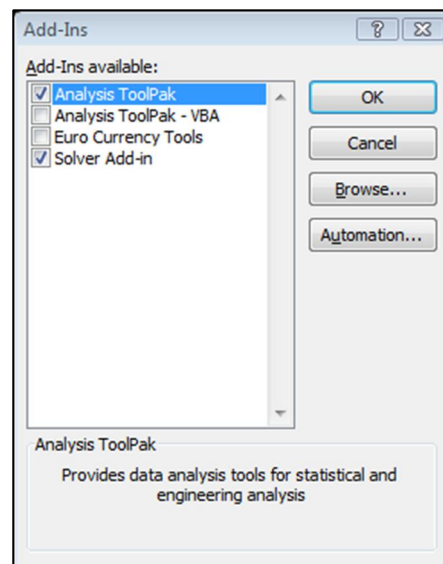 Add-Ins
Add-Ins available:
Analysis ToolPak
Analysis ToolPak - VBA
Euro Currency Tools
Solver Add-in
OK
Cancel
Browse...
Automation...
Analysis ToolPak
Provides data analysis tools for statistical and
engineering analysis